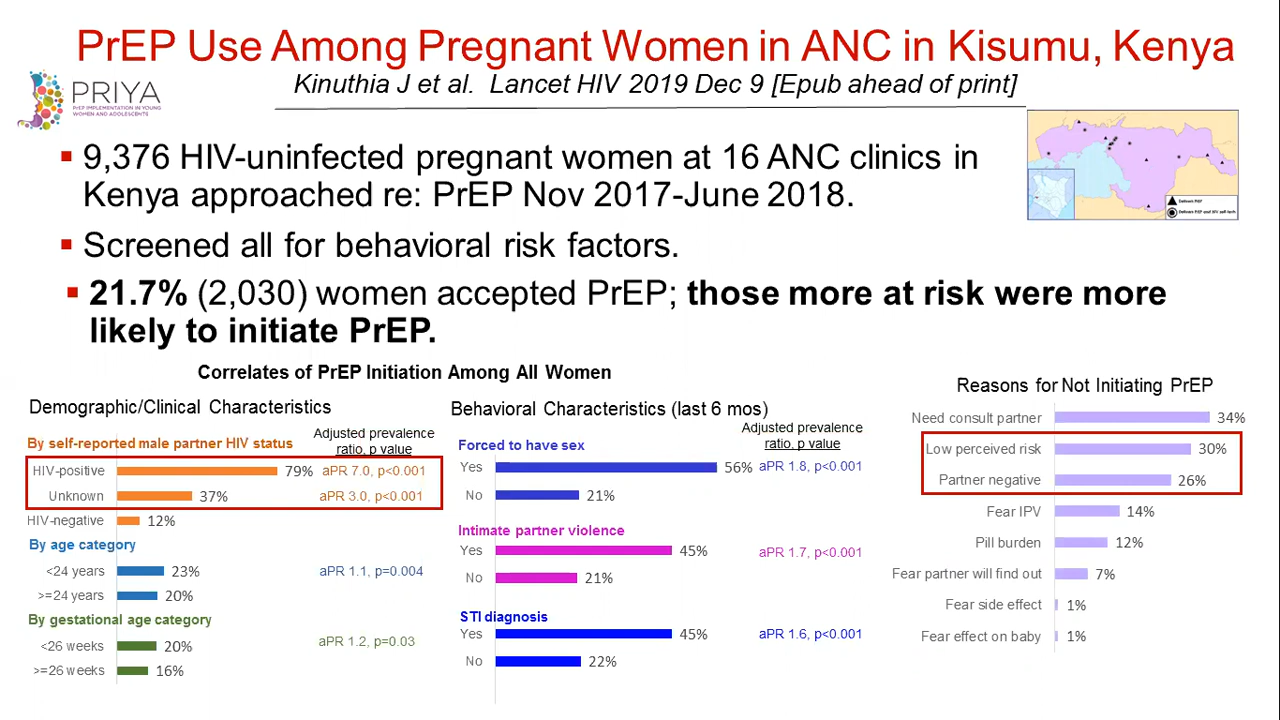 PrEP Use Among Pregnant Women in ANC in Kisumu, Kenya
Kinuthia J et al. Lancet HIV 2019 Dec 9 [Epub ahead of print]
PRIYA
PrEP IMPLEMENTATION IN YOUNG
WOMEN AND ADOLESCENTS
▪ 9,376 HIV-uninfected pregnant women at 16 ANC clinics in
Kenya approached re: PrEP Nov 2017-June 2018.
▪ Screened all for behavioral risk factors.
▪ 21.7% (2,030) women accepted PrEP; those more at risk were more
likely to initiate PrEP.
Correlates of PrEP Initiation Among All Women
Demographic/Clinical Characteristics
Adjusted prevalence
ratio, p value
By self-reported male partner HIV status
HIV-positive 79% aPR 7.0, p<0.001
Unknown 37% aPR 3.0, p<0.001
HIV-negative 12%
By age category
<24 years 23% aPR 1.1, p=0.004
>=24 years 20%
By gestational age category
<26 weeks 20% aPR 1.2, p=0.03
>=26 weeks 16%
Behavioral Characteristics (last 6 mos)
Adjusted prevalence
ratio, p value
Forced to have sex
Yes 56% aPR 1.8, p<0.001
No 21%
Intimate partner violence
Yes 45% aPR 1.7, p<0.001
No 21%
STI diagnosis
Yes 45% aPR 1.6, p<0.001
No 22%
Reasons for Not Initiating PrEP
Need consult partner 34%
Low perceived risk 30%
Partner negative 26%
Fear IPV 14%
Pill burden 12%
Fear partner will find out 7%
Fear side effect 1%
Fear effect on baby 1%